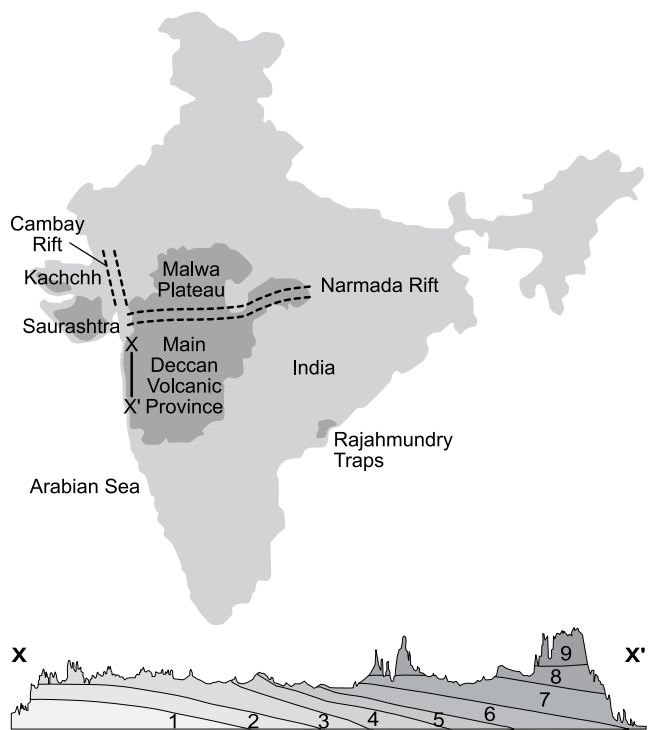 Cambay
Rift
Kachchh
Malwa
Plateau
Narmada Rift
Saurashtra
X
Main
Deccan
Volcanic
X' Province
India
Rajahmundry
Traps
Arabian Sea
X
X'
9
8
7
1
2
3
4
5
6